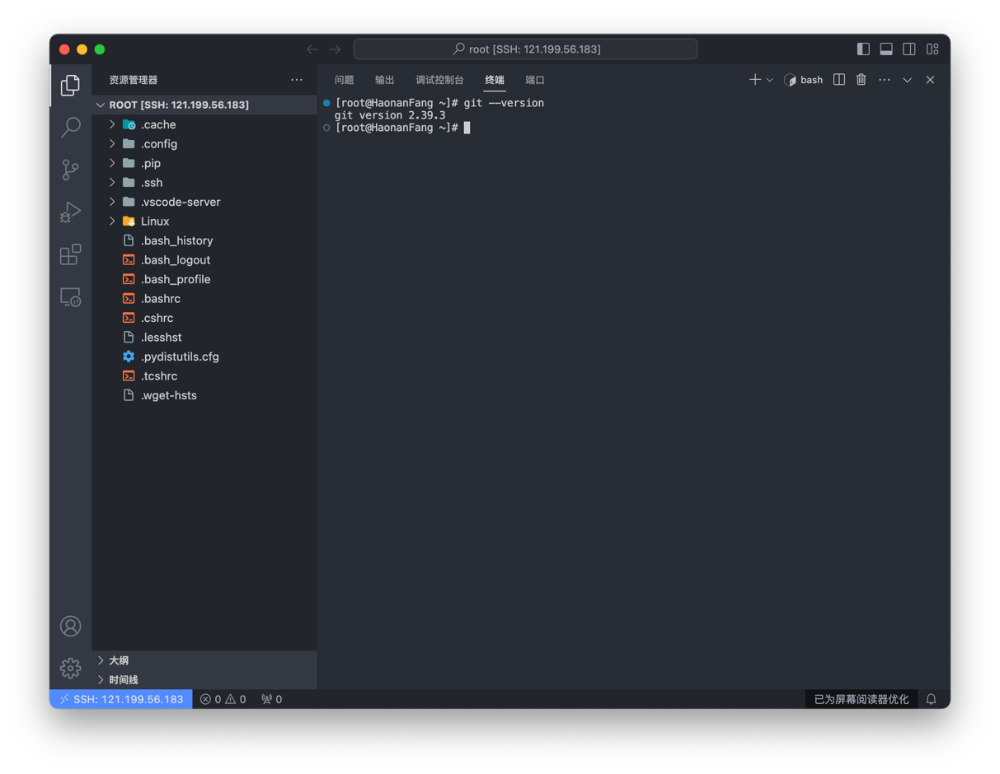 root [SSH: 121.199.56.183]
资源管理器
ROOT [SSH: 121.199.56.183]
.cache
.config
.pip
.ssh
.vscode-server
Linux
.bash_history
.bash_logout
.bash_profile
.bashrc
.cshrc
.lesshst
.pydistutils.cfg
.tcshrc
.wget-hsts
大纲
时间线
问题 输出 调试控制台 终端 端口 bash
[root@HaonanFang ~]# git --version
git version 2.39.3
[root@HaonanFang ~]#
SSH: 121.199.56.183 0 0 0 已为屏幕阅读器优化